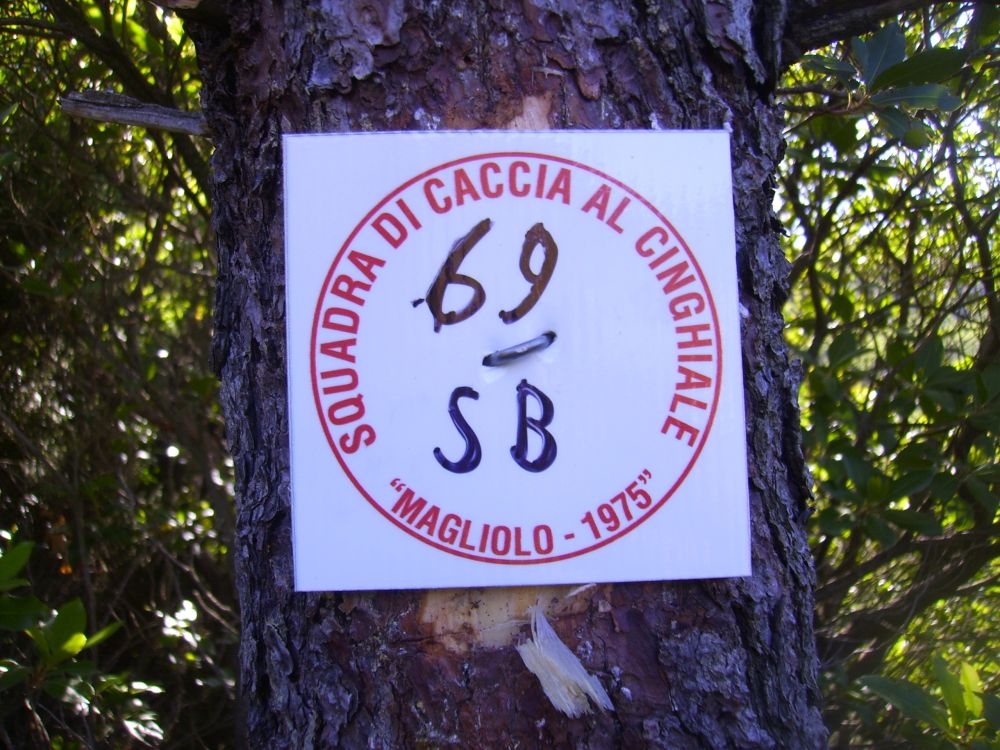 SQUADRA DI CACCIA AL CINGHIALE
69
SB
“MAGLIOLO - 1975”